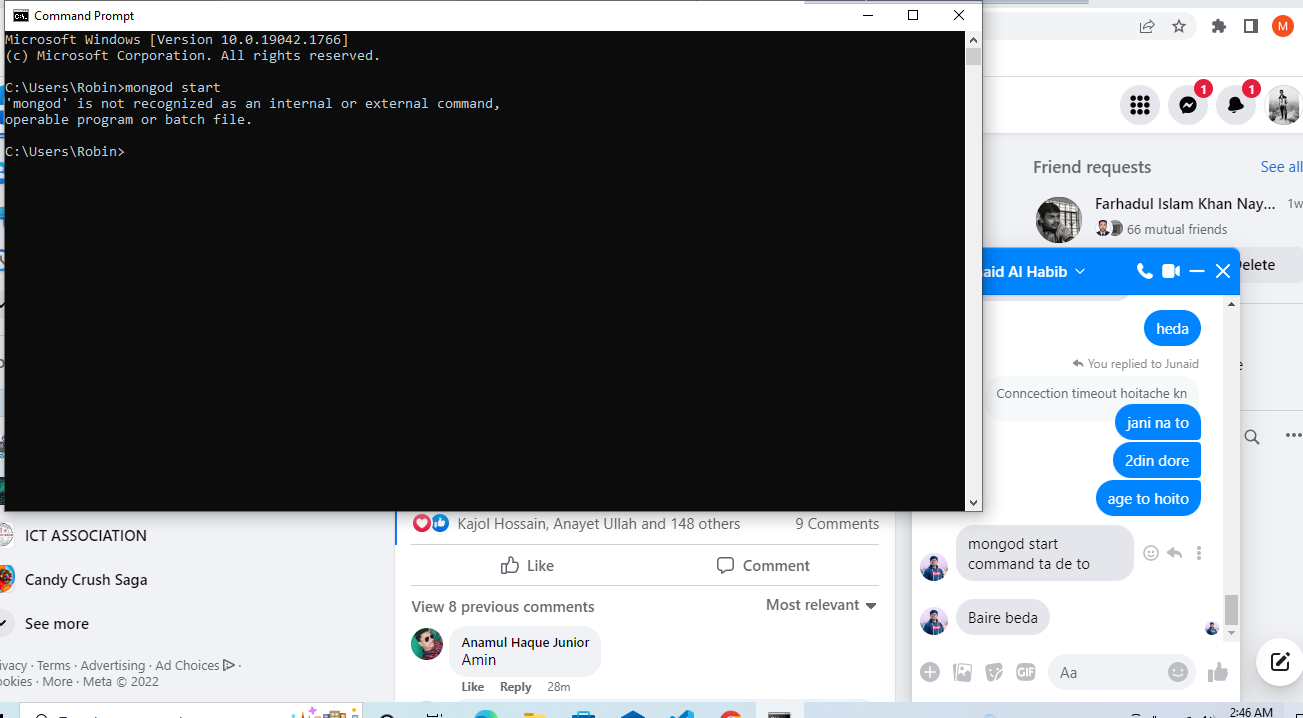 Command Prompt
Microsoft Windows [Version 10.0.19042.1766]
(c) Microsoft Corporation. All rights reserved.
C:\Users\Robin>mongod start
'mongod' is not recognized as an internal or external command,
operable program or batch file.
C:\Users\Robin>
M
1
1
Friend requests
See all
Farhadul Islam Khan Nay...
1w
66 mutual friends
Delete
aid Al Habib
heda
You replied to Junaid
Conncection timeout hoitache kn
jani na to
2din dore
age to hoito
mongod start
command ta de to
Baire beda
Aa
ICT ASSOCIATION
Candy Crush Saga
See more
ivacy · Terms · Advertising · Ad Choices ·
ookies · More · Meta © 2022
Kajol Hossain, Anayet Ullah and 148 others
9 Comments
Like
Comment
View 8 previous comments
Most relevant
Anamul Haque Junior
Amin
Like Reply 28m
GIF
2:46 AM